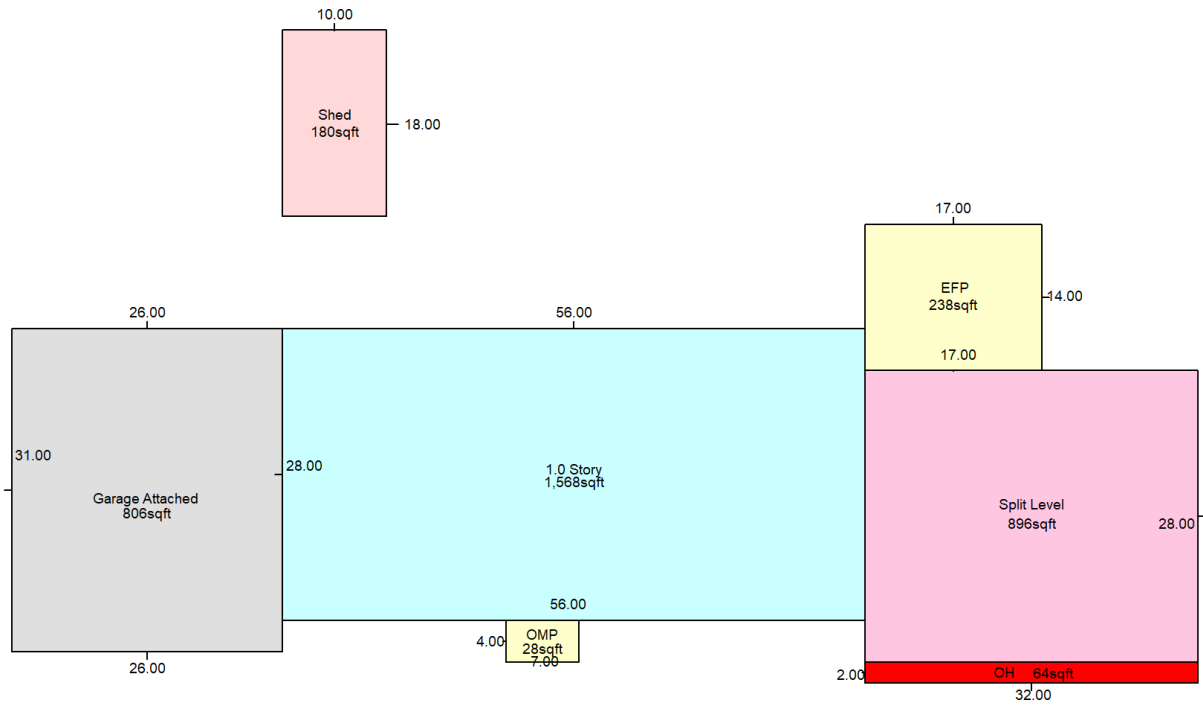 10.00
Shed
180sqft
18.00
17.00
EFP
238sqft
14.00
17.00
26.00
56.00
31.00
Garage Attached
806sqft
28.00
1.0 Story
1,568sqft
Split Level
896sqft
28.00
56.00
4.00
OMP
28sqft
7.00
26.00
2.00
OH 64sqft
32.00